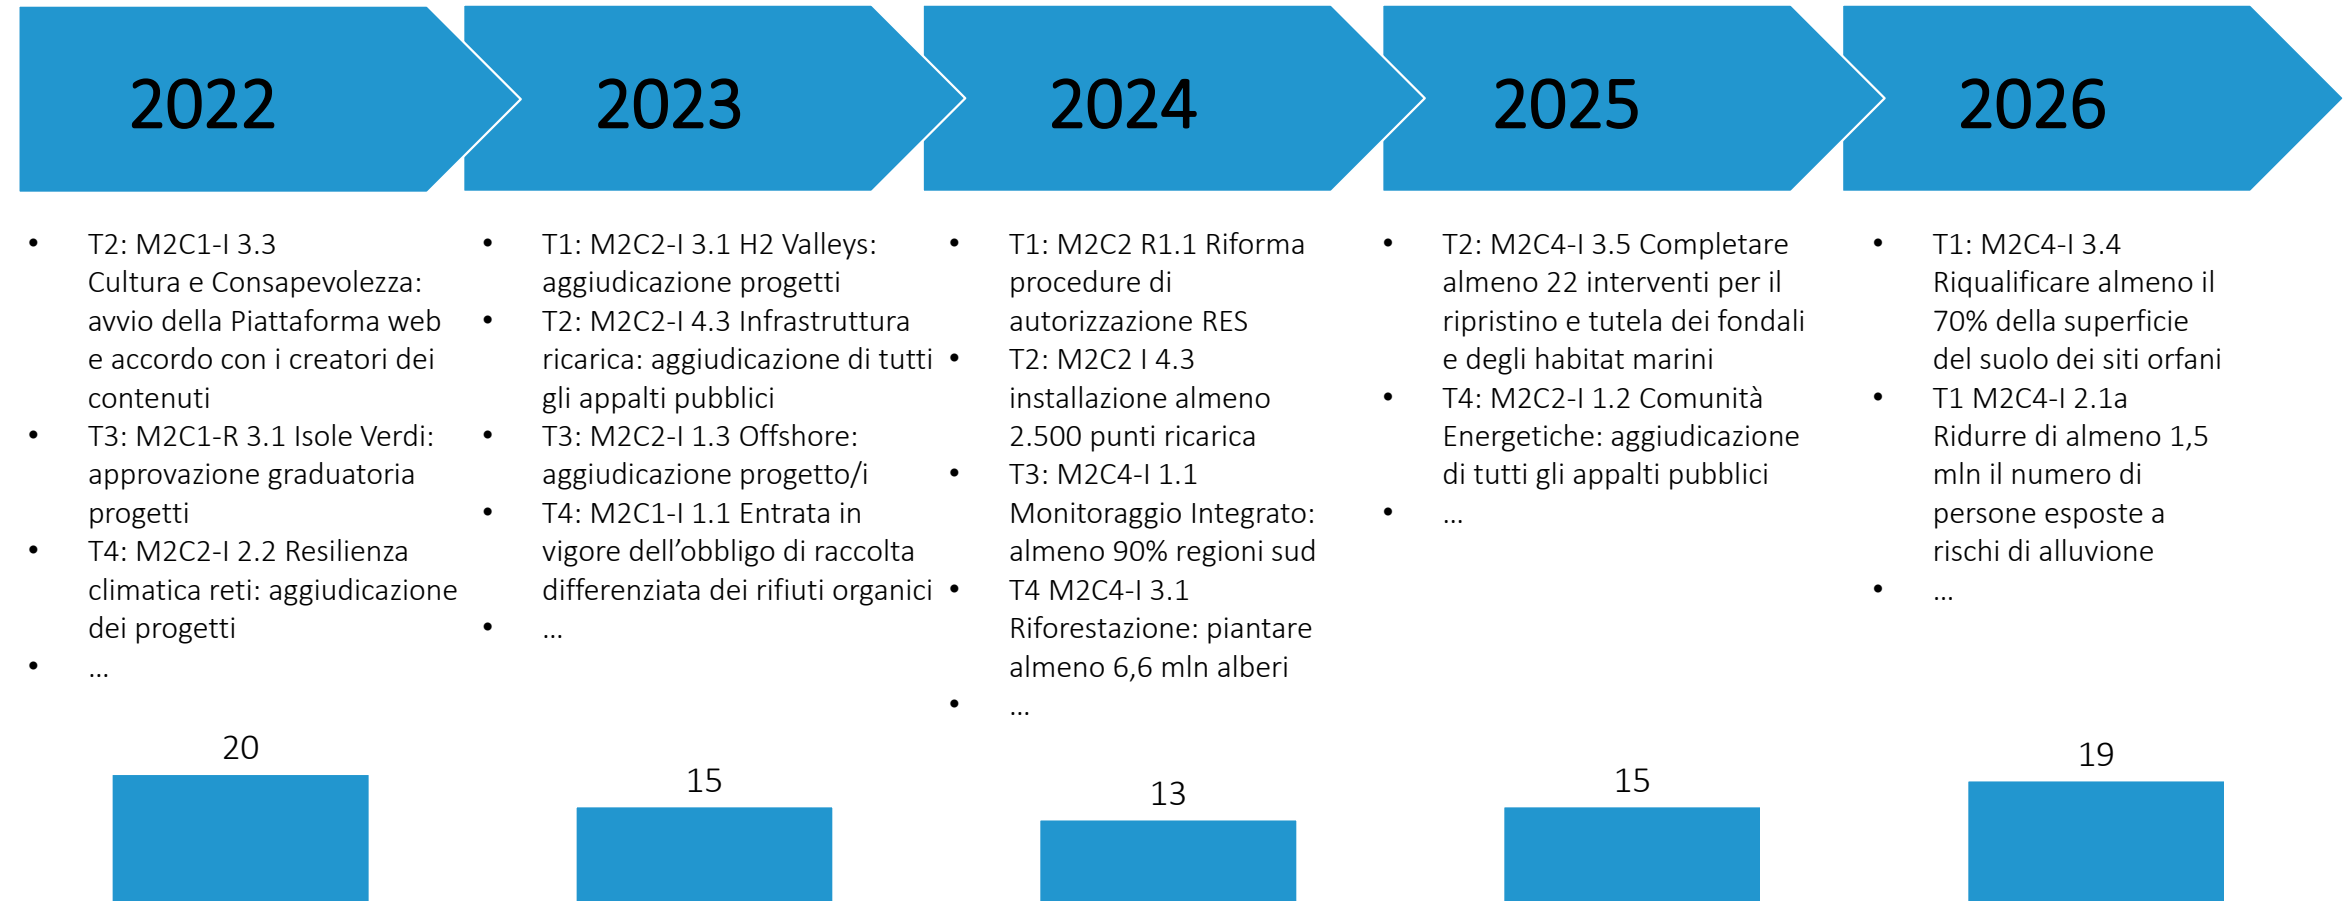 2022
2023
2024
2025
2026
• T2: M2C1-I 3.3
Cultura e Consapevolezza:
avvio della Piattaforma web
e accordo con i creatori dei
contenuti
• T3: M2C1-R 3.1 Isole Verdi:
approvazione graduatoria
progetti
• T4: M2C2-I 2.2 Resilienza
climatica reti: aggiudicazione
dei progetti
• …
• T1: M2C2-I 3.1 H2 Valleys:
aggiudicazione progetti
• T2: M2C2-I 4.3 Infrastruttura
ricarica: aggiudicazione di tutti
gli appalti pubblici
• T3: M2C2-I 1.3 Offshore:
aggiudicazione progetto/i
• T4: M2C1-I 1.1 Entrata in
vigore dell’obbligo di raccolta
differenziata dei rifiuti organici
• …
• T1: M2C2 R1.1 Riforma
procedure di
autorizzazione RES
• T2: M2C2 I 4.3
installazione almeno
2.500 punti ricarica
• T3: M2C4-I 1.1
Monitoraggio Integrato:
almeno 90% regioni sud
• T4 M2C4-I 3.1
Riforestazione: piantare
almeno 6,6 mln alberi
• …
• T2: M2C4-I 3.5 Completare
almeno 22 interventi per il
ripristino e tutela dei fondali
e degli habitat marini
• T4: M2C2-I 1.2 Comunità
Energetiche: aggiudicazione
di tutti gli appalti pubblici
• …
• T1: M2C4-I 3.4
Riqualificare almeno il
70% della superficie
del suolo dei siti orfani
• T1 M2C4-I 2.1a
Ridurre di almeno 1,5
mln il numero di
persone esposte a
rischi di alluvione
• …
20
15
13
15
19